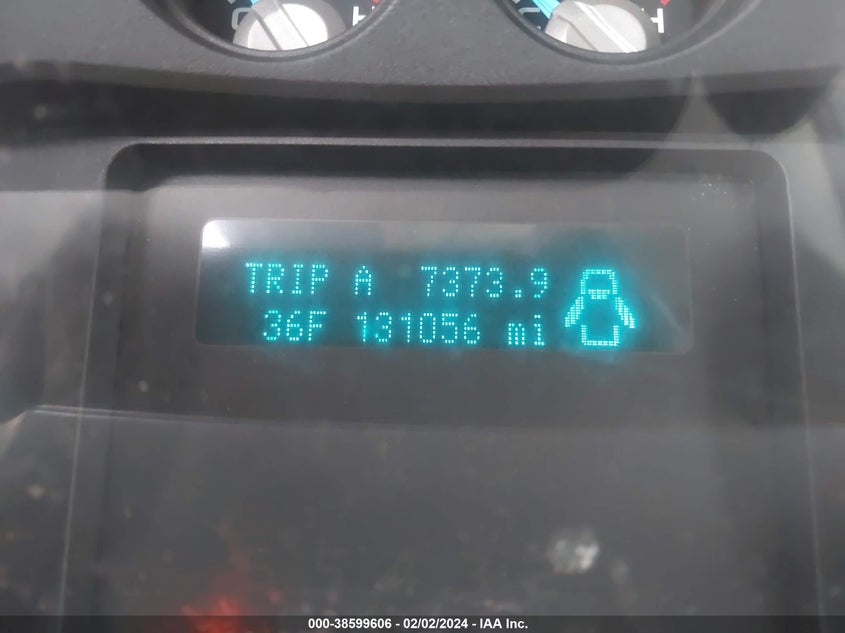 C H H
TRIP A 7373.9
36F 131056 mi
000-38599606 - 02/02/2024 - IAA Inc.